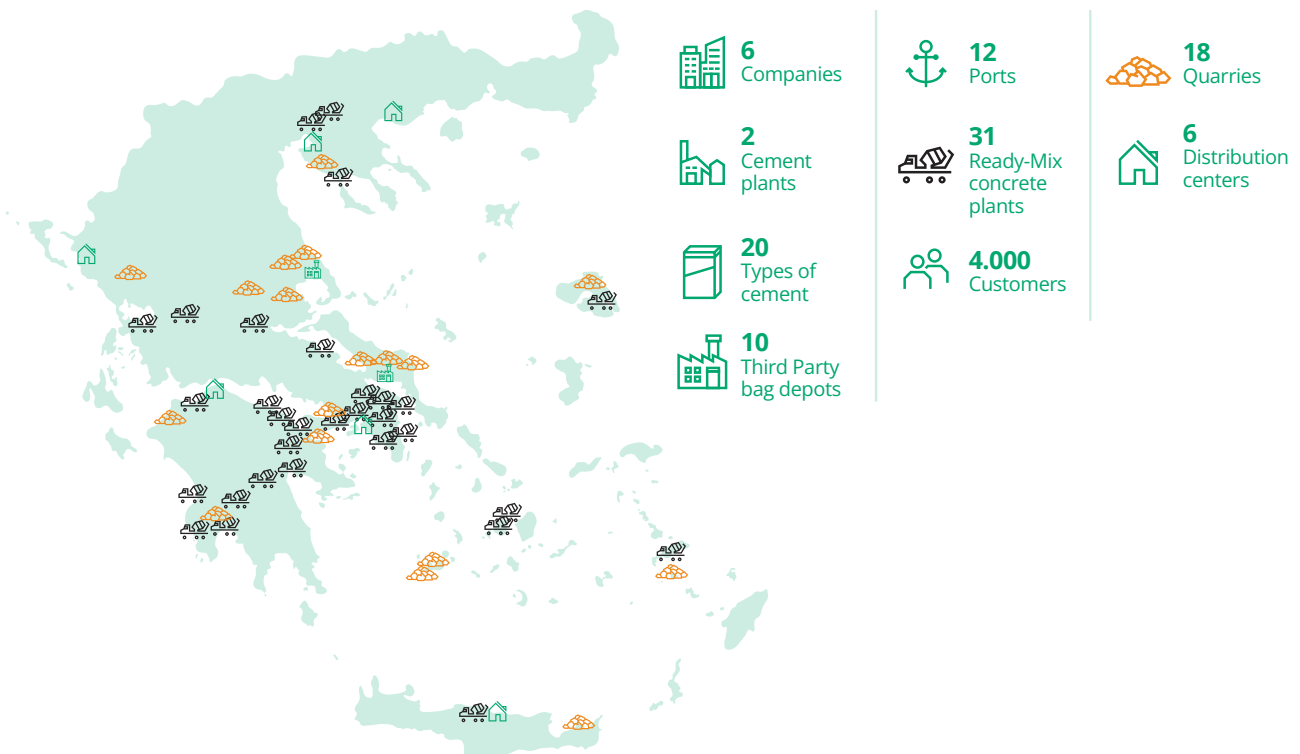 6
Companies
2
Cement
plants
20
Types of
cement
10
Third Party
bag depots
12
Ports
31
Ready-Mix
concrete
plants
4.000
Customers
18
Quarries
6
Distribution
centers